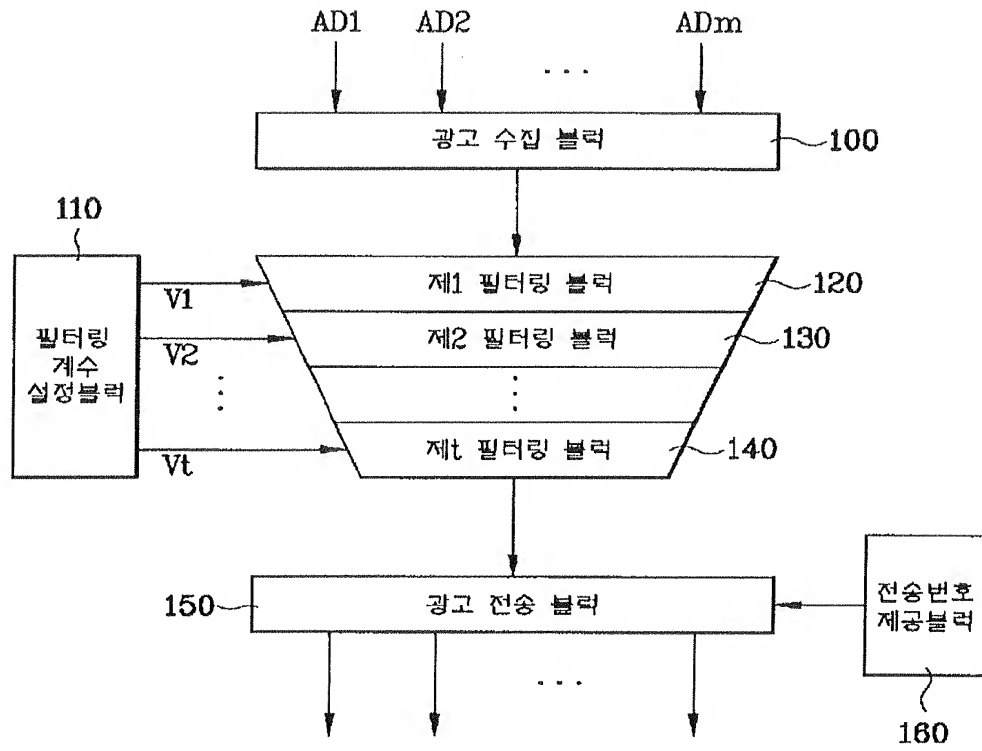 AD1 AD2 ... ADm
광고 수집 블럭
100
110
제1 필터링 블럭
120
V1
필터링
계수
설정블럭
제2 필터링 블럭
130
V2
제t 필터링 블럭
140
Vt
광고 전송 블럭
150
전송번호
제공블럭
160
...